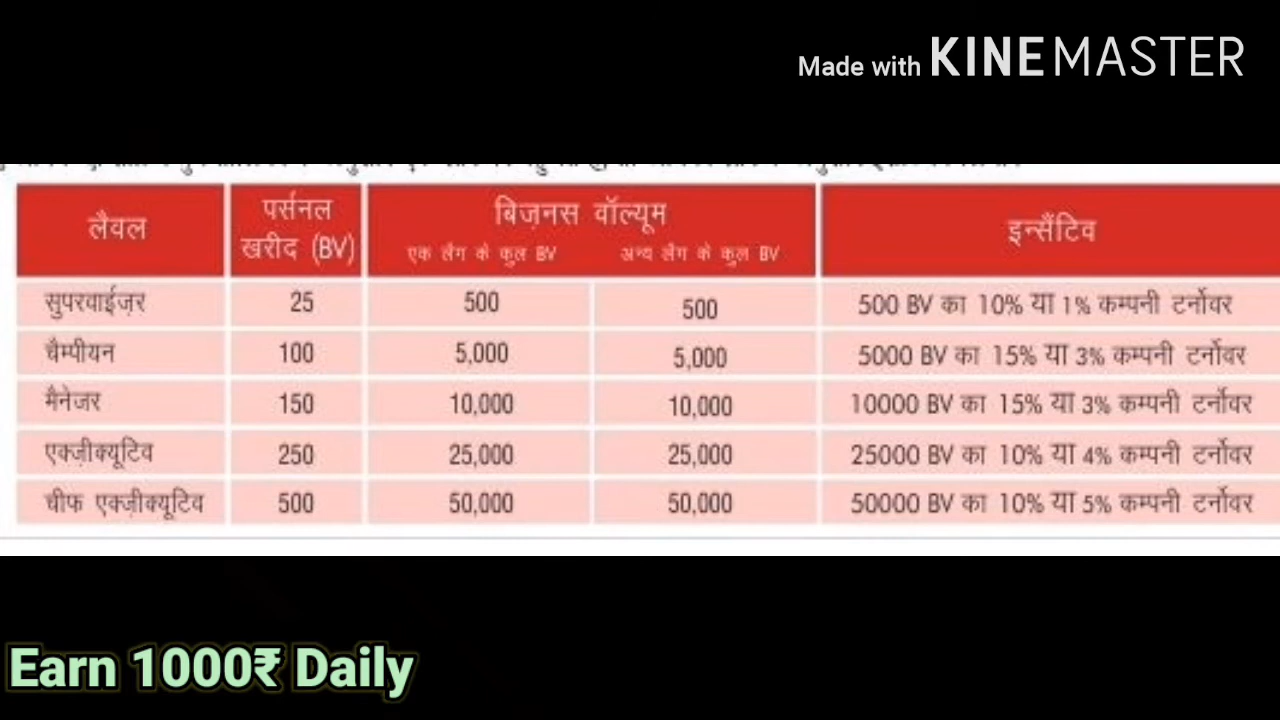 Made with KINEMASTER
लैवल पर्सनल खरीद (BV) बिज़नस वॉल्यूम इन्सैंटिव
एक लैग के कुल BV अन्य लैग के कुल BV
सुपरवाईज़र 25 500 500 500 BV का 10% या 1% कम्पनी टर्नोवर
चैम्पीयन 100 5,000 5,000 5000 BV का 15% या 3% कम्पनी टर्नोवर
मैनेजर 150 10,000 10,000 10000 BV का 15% या 3% कम्पनी टर्नोवर
एक्ज़ीक्यूटिव 250 25,000 25,000 25000 BV का 10% या 4% कम्पनी टर्नोवर
चीफ एक्ज़ीक्यूटिव 500 50,000 50,000 50000 BV का 10% या 5% कम्पनी टर्नोवर
Earn 1000₹ Daily